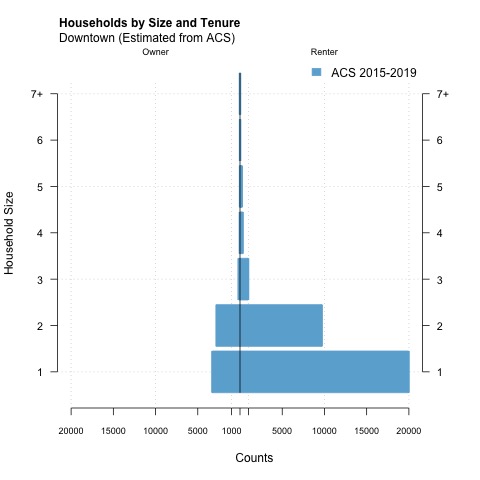 Households by Size and Tenure
Downtown (Estimated from ACS)
Owner Renter
ACS 2015-2019
7+ 7+
6 6
5 5
4 4
3 3
2 2
1 1
Household Size
20000 15000 10000 5000 1000 5000 10000 15000 20000
Counts